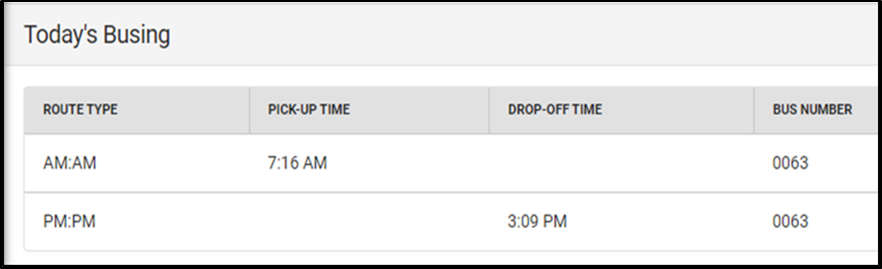 Today's Busing
ROUTE TYPE PICK-UP TIME DROP-OFF TIME BUS NUMBER
AM:AM 7:16 AM 0063
PM:PM 3:09 PM 0063